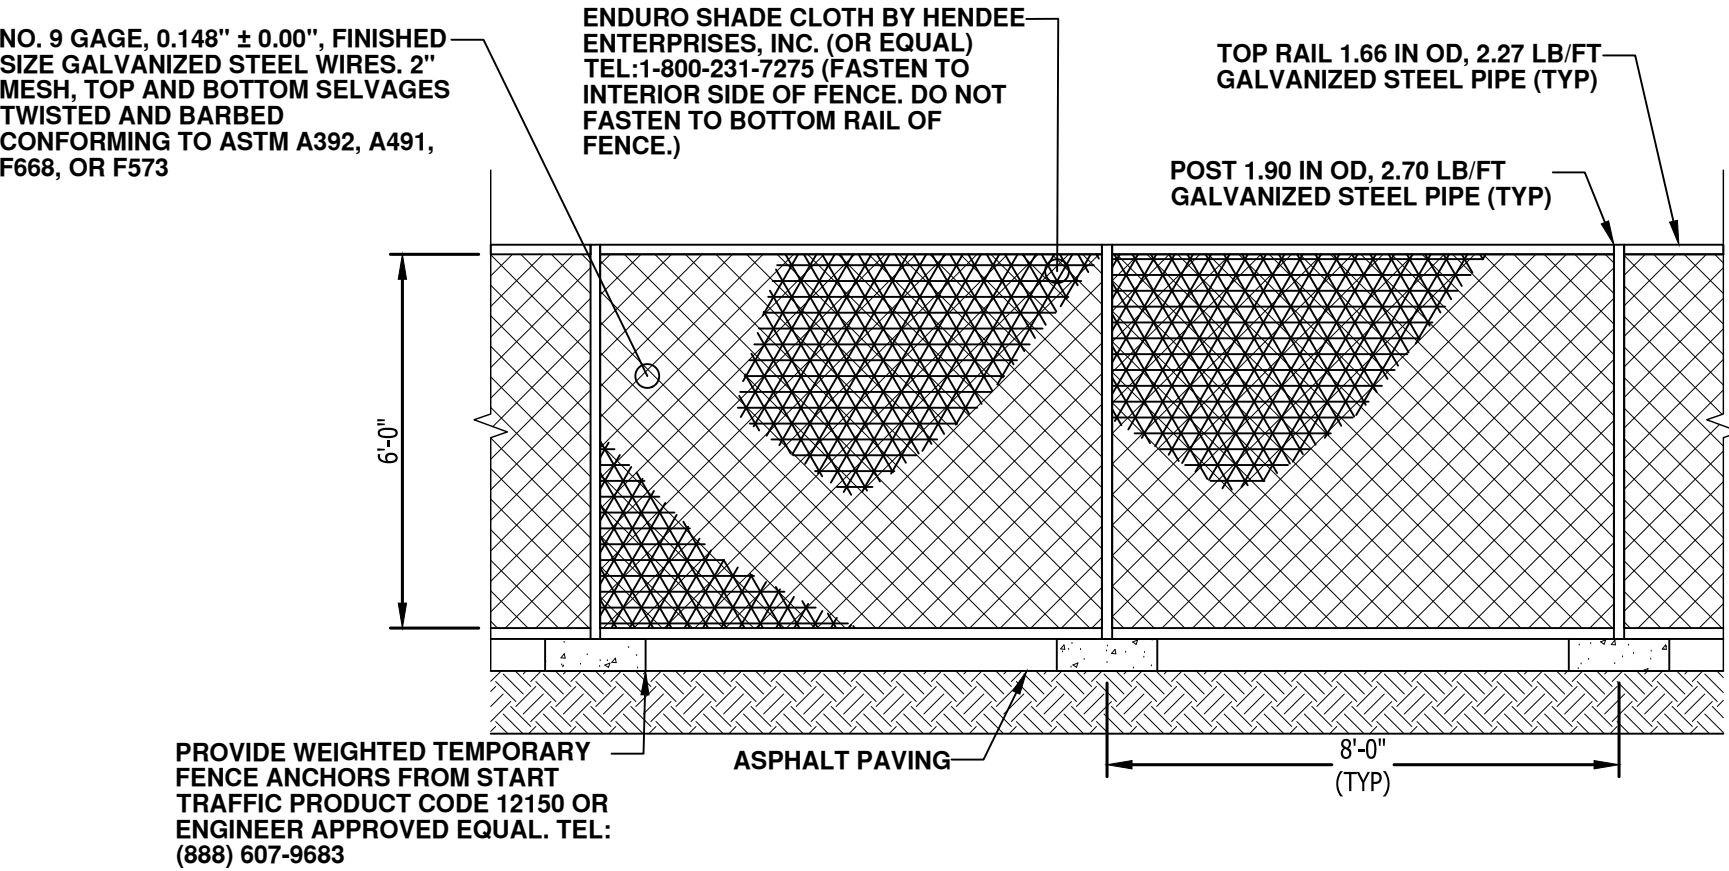 NO. 9 GAGE, 0.148" ± 0.00", FINISHED
SIZE GALVANIZED STEEL WIRES. 2"
MESH, TOP AND BOTTOM SELVAGES
TWISTED AND BARBED
CONFORMING TO ASTM A392, A491,
F668, OR F573
ENDURO SHADE CLOTH BY HENDEE
ENTERPRISES, INC. (OR EQUAL)
TEL:1-800-231-7275 (FASTEN TO
INTERIOR SIDE OF FENCE. DO NOT
FASTEN TO BOTTOM RAIL OF
FENCE.)
TOP RAIL 1.66 IN OD, 2.27 LB/FT
GALVANIZED STEEL PIPE (TYP)
POST 1.90 IN OD, 2.70 LB/FT
GALVANIZED STEEL PIPE (TYP)
6'-0"
PROVIDE WEIGHTED TEMPORARY
FENCE ANCHORS FROM START
TRAFFIC PRODUCT CODE 12150 OR
ENGINEER APPROVED EQUAL. TEL:
(888) 607-9683
ASPHALT PAVING
8'-0"
(TYP)